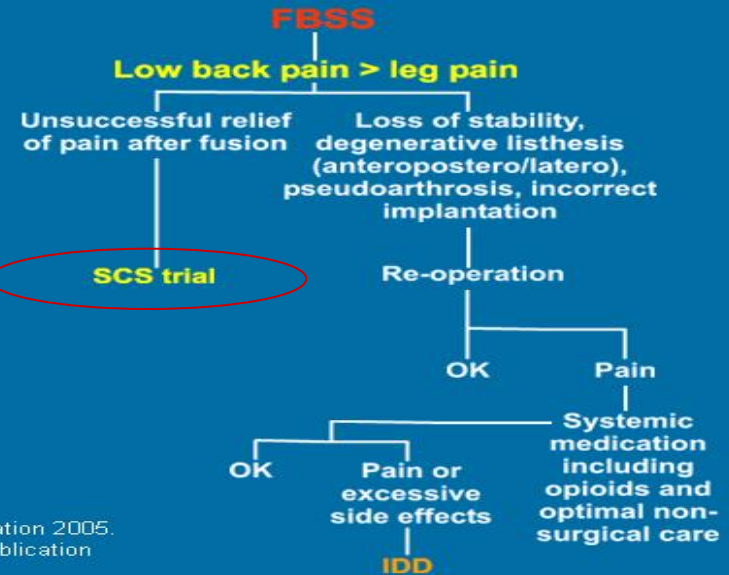 FBSS
Low back pain > leg pain
Unsuccessful relief
of pain after fusion
Loss of stability,
degenerative listhesis
(anteropostero/latero),
pseudoarthrosis, incorrect
implantation
SCS trial
Re-operation
OK
Pain
Systemic
medication
including
opioids and
optimal non-
surgical care
OK
Pain or
excessive
side effects
IDD
2005.